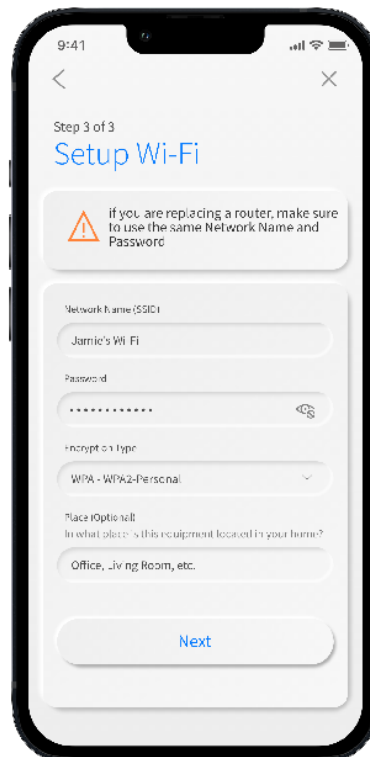 9:41
Step 3 of 3
Setup Wi-Fi
if you are replacing a router, make sure
to use the same Network Name and
Password
Network Name (SSID)
Jamie's Wi-Fi
Password
Encryption Type
WPA - WPA2-Personal
Place (Optional)
In what place is this equipment located in your home?
Office, Living Room, etc.
Next